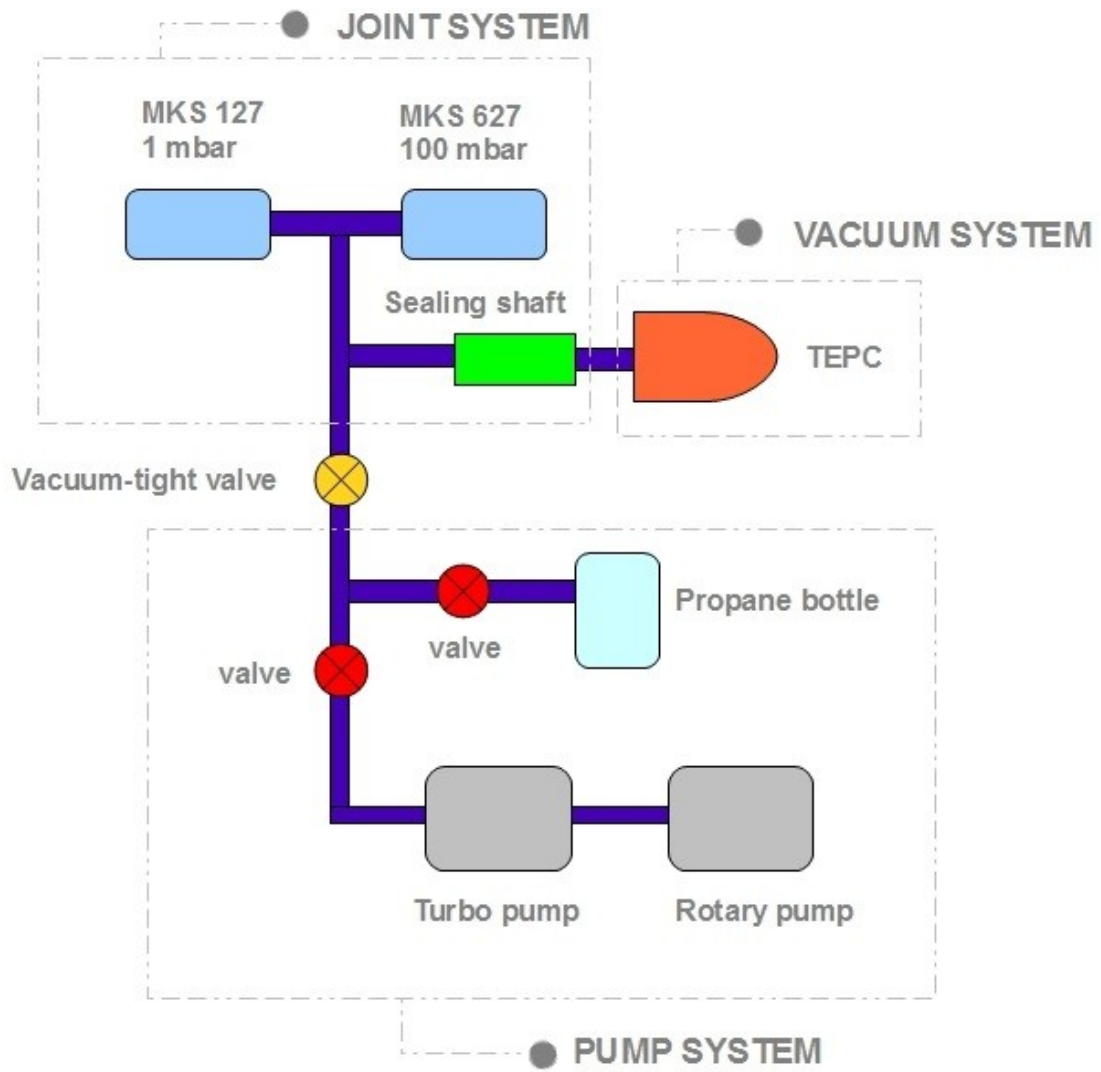 JOINT SYSTEM
MKS 127
1 mbar
MKS 627
100 mbar
VACUUM SYSTEM
Sealing shaft
TEPC
Vacuum-tight valve
Propane bottle
valve
valve
Turbo pump
Rotary pump
PUMP SYSTEM